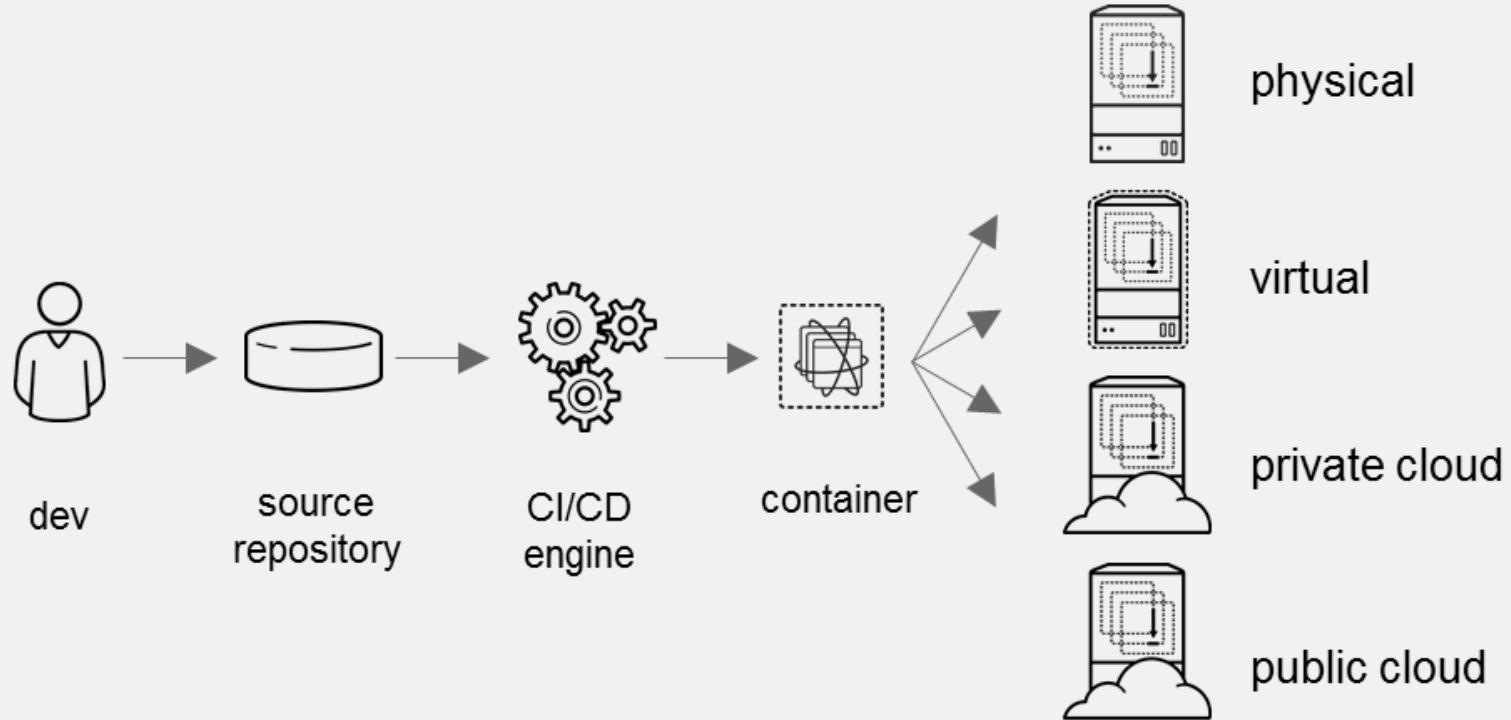 physical
virtual
private cloud
public cloud
dev
source
repository
CI/CD
engine
container